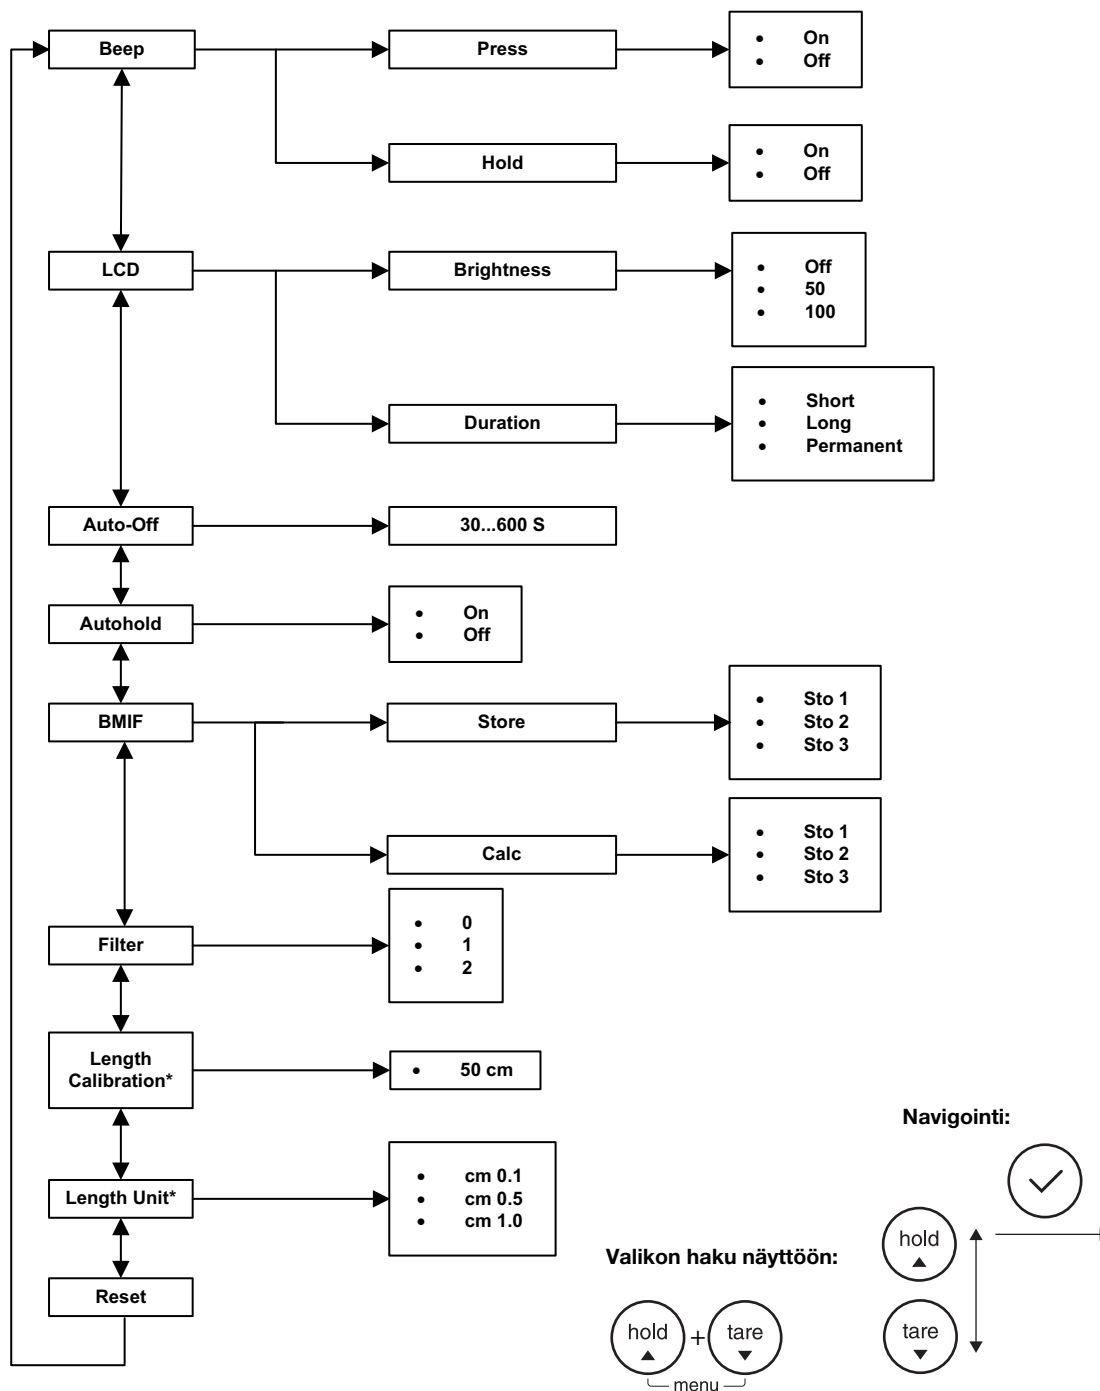 Beep
Press
• On
• Off
Hold
• On
• Off
LCD
Brightness
• Off
• 50
• 100
Duration
• Short
• Long
• Permanent
Auto-Off
30...600 S
Autohold
• On
• Off
BMIF
Store
• Sto 1
• Sto 2
• Sto 3
Calc
• Sto 1
• Sto 2
• Sto 3
Filter
• 0
• 1
• 2
Length
Calibration*
• 50 cm
Length Unit*
• cm 0.1
• cm 0.5
• cm 1.0
Reset
Valikon haku näyttöön:
hold + tare
menu
Navigointi:
hold
tare